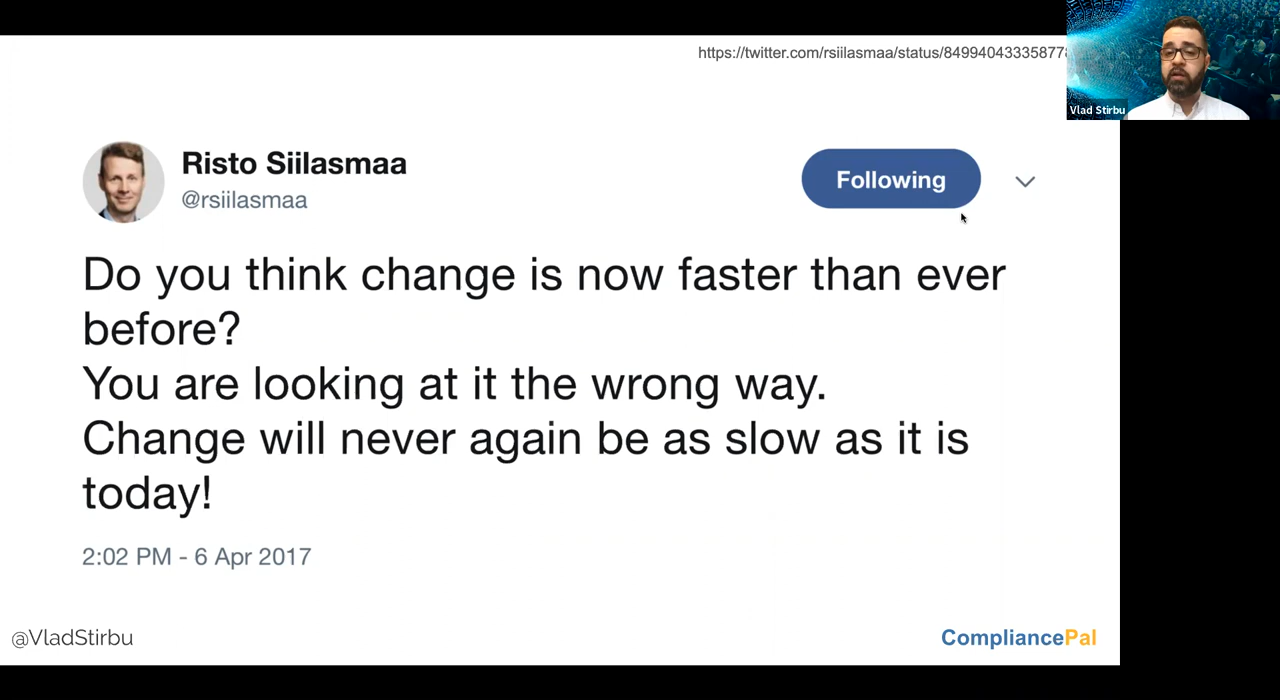 https://twitter.com/rsiilasmaa/status/8499404333587778
Vlad Stirbu
Risto Siilasmaa
@rsiilasmaa
Following
Do you think change is now faster than ever
before?
You are looking at it the wrong way.
Change will never again be as slow as it is
today!
2:02 PM - 6 Apr 2017
@VladStirbu
CompliancePal